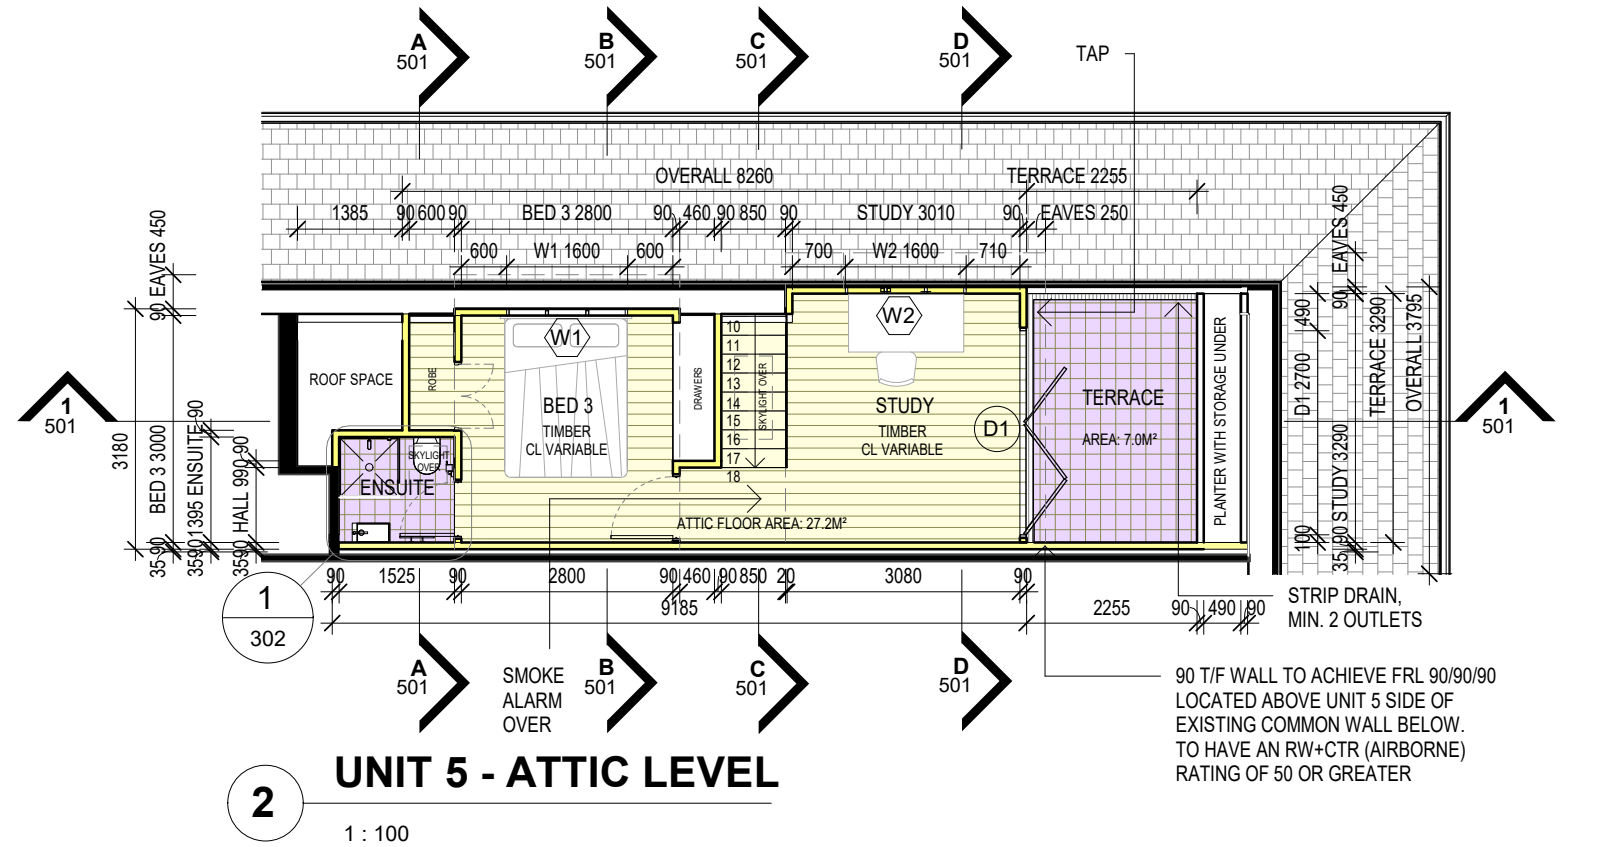 A
501
B
501
C
501
D
501
TAP
OVERALL 8260
TERRACE 2255
1385
90
600
90
BED 3 2800
90
460
90
850
90
STUDY 3010
90
EAVES 250
600
W1 1600
600
700
W2 1600
710
90 EAVES 450
3180
BED 3 3000
90
1395 ENSUITE
90
HALL 990
90
3590
3590
3590
ROOF SPACE
ROBE
W1
BED 3
TIMBER
CL VARIABLE
DRAWERS
10
11
12
13
14
15
16
17
18
SKYLIGHT OVER
W2
STUDY
TIMBER
CL VARIABLE
D1
TERRACE
AREA: 7.0M²
PLANTER WITH STORAGE UNDER
SKYLIGHT
OVER
ENSUITE
ATTIC FLOOR AREA: 27.2M²
490
D1 2700
100
90 EAVES 450
STUDY 3290
90
35
TERRACE 3290
OVERALL 3795
1
501
1
501
90
1525
90
2800
90
460
90
850
20
3080
90
9185
2255
90
490
90
1
302
A
501
B
501
C
501
D
501
SMOKE
ALARM
OVER
STRIP DRAIN,
MIN. 2 OUTLETS
90 T/F WALL TO ACHIEVE FRL 90/90/90
LOCATED ABOVE UNIT 5 SIDE OF
EXISTING COMMON WALL BELOW.
TO HAVE AN RW+CTR (AIRBORNE)
RATING OF 50 OR GREATER
2
UNIT 5 - ATTIC LEVEL
1 : 100